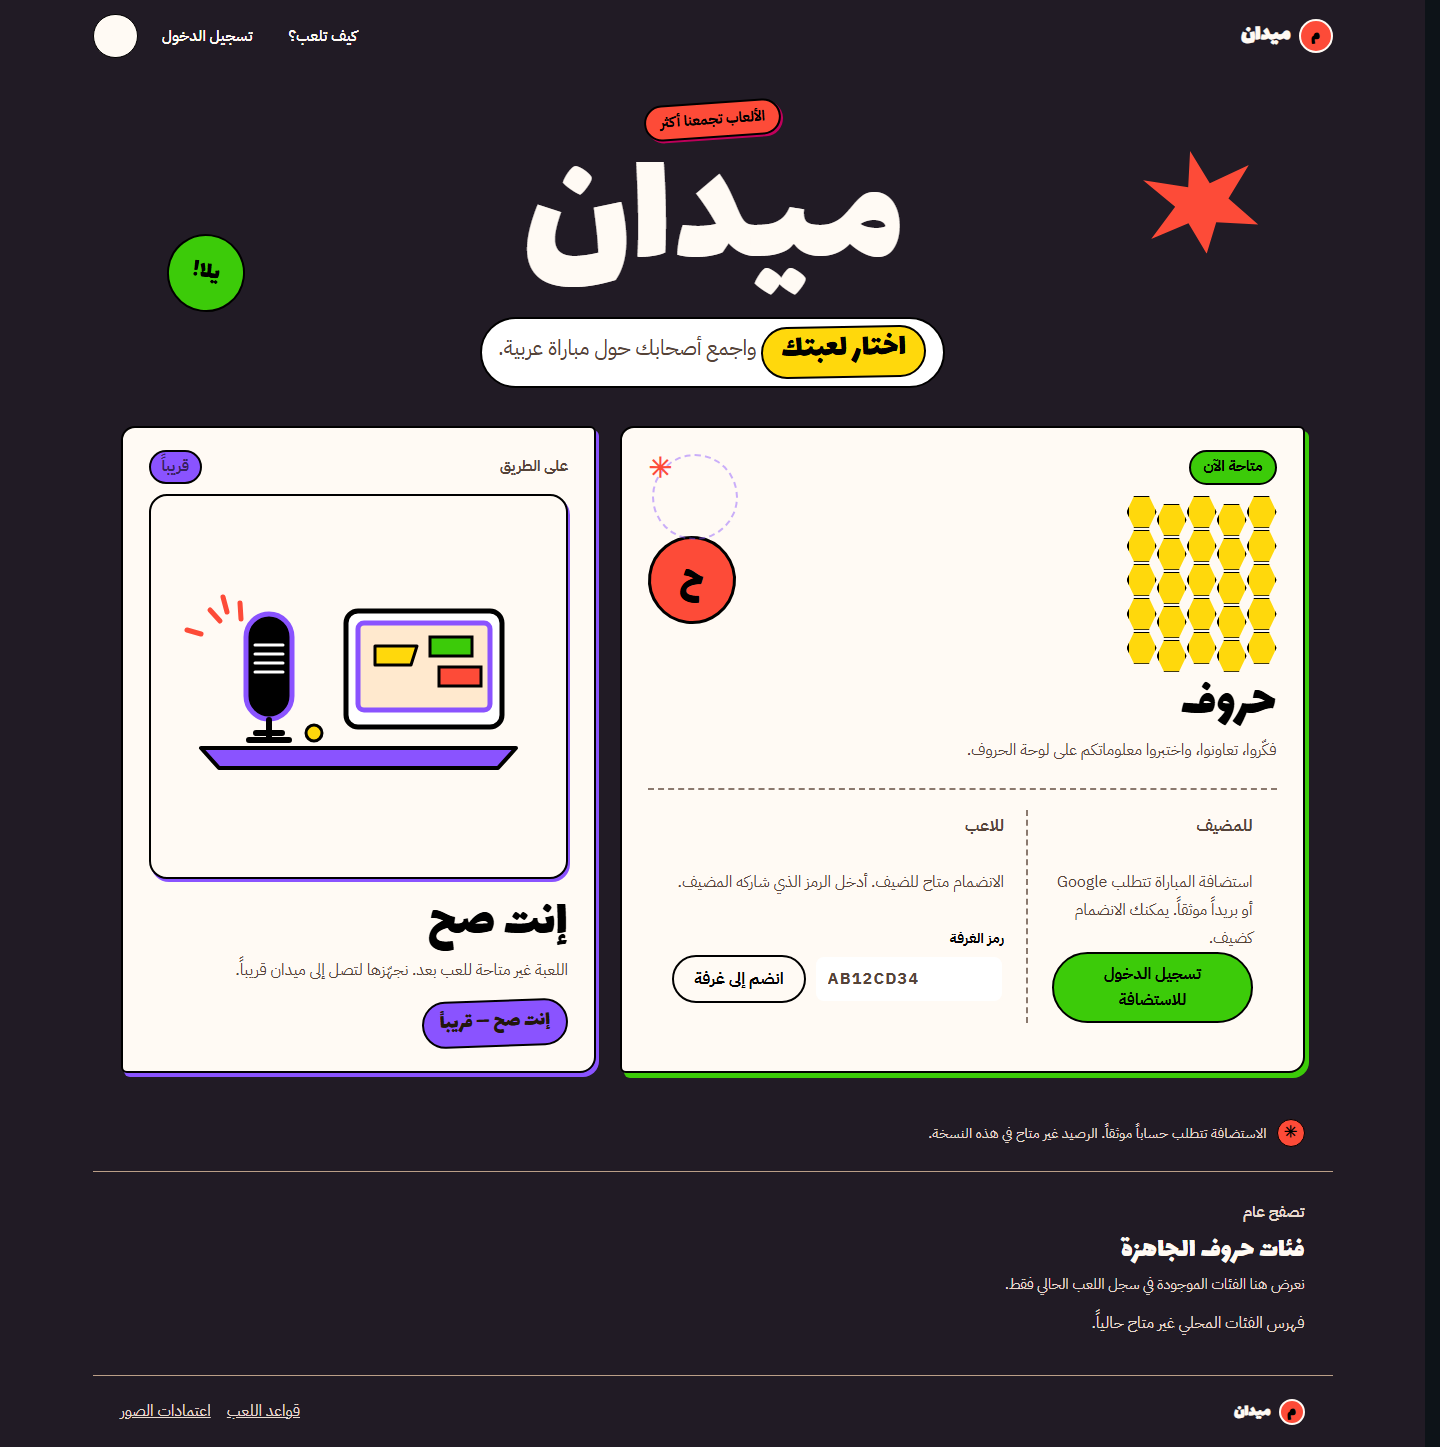 م ميدان
كيف تلعب؟ تسجيل الدخول
الألعاب تجمعنا أكثر
ميدان
يلا!
اختار لعبتك واجمع أصحابك حول مباراة عربية.
متاحة الآن
ح
حروف
فكّروا، تعاونوا، واختبروا معلوماتكم على لوحة الحروف.
للمضيف
استضافة المباراة تتطلب Google
أو بريداً موثقاً. يمكنك الانضمام
كضيف.
تسجيل الدخول
للاستضافة
للاعب
الانضمام متاح للضيف. أدخل الرمز الذي شاركه المضيف.
رمز الغرفة
AB12CD34
انضم إلى غرفة
على الطريق
قريباً
إنت صح
اللعبة غير متاحة للعب بعد. نجهّزها لتصل إلى ميدان قريباً.
إنت صح — قريباً
الاستضافة تتطلب حساباً موثقاً. الرصيد غير متاح في هذه النسخة.
تصفح عام
فئات حروف الجاهزة
نعرض هنا الفئات الموجودة في سجل اللعب الحالي فقط.
فهرس الفئات المحلي غير متاح حالياً.
م ميدان
قواعد اللعب اعتمادات الصور